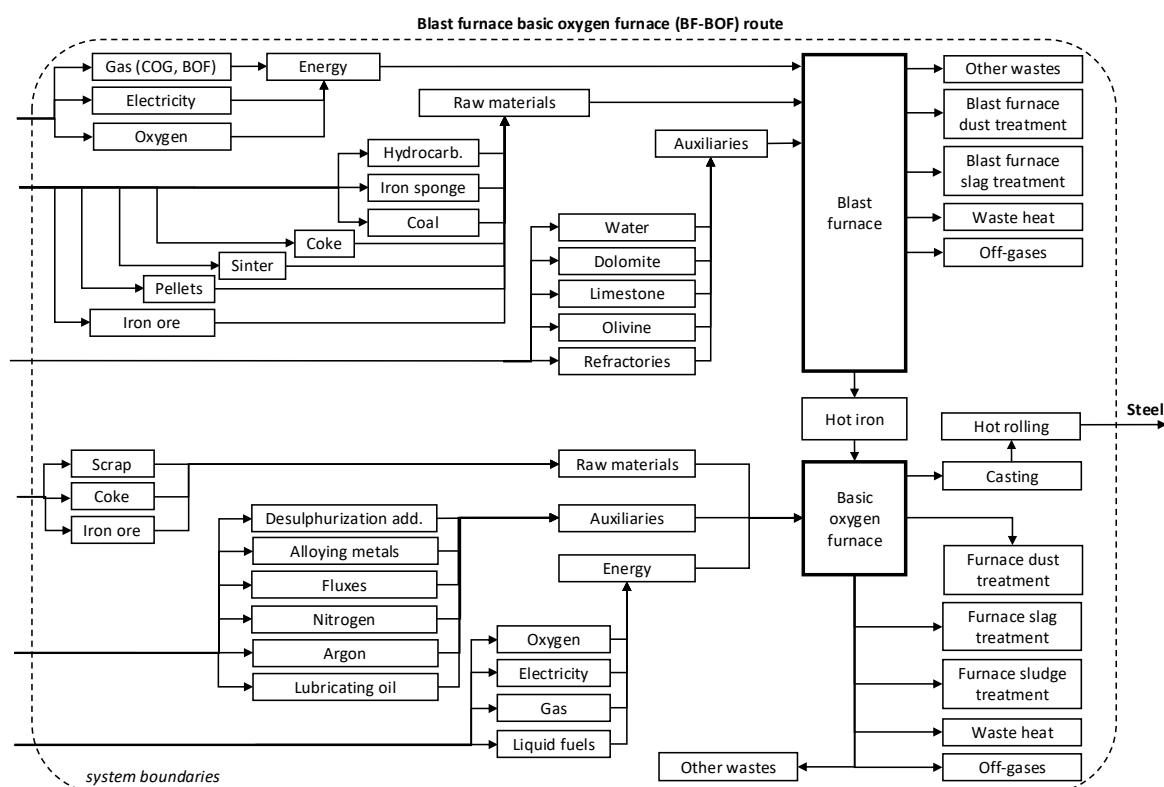 Blast furnace basic oxygen furnace (BF-BOF) route
Gas (COG, BOF)
Energy
Electricity
Oxygen
Raw materials
Hydrocarb.
Iron sponge
Coal
Coke
Sinter
Pellets
Iron ore
Auxiliaries
Water
Dolomite
Limestone
Olivine
Refractories
Blast
furnace
Other wastes
Blast furnace
dust treatment
Blast furnace
slag treatment
Waste heat
Off-gases
Hot iron
Hot rolling
Steel
Casting
Scrap
Coke
Iron ore
Raw materials
Desulphurization add.
Alloying metals
Fluxes
Nitrogen
Argon
Lubricating oil
Auxiliaries
Energy
Oxygen
Electricity
Gas
Liquid fuels
Basic
oxygen
furnace
Furnace dust
treatment
Furnace slag
treatment
Furnace sludge
treatment
Waste heat
Off-gases
Other wastes
system boundaries